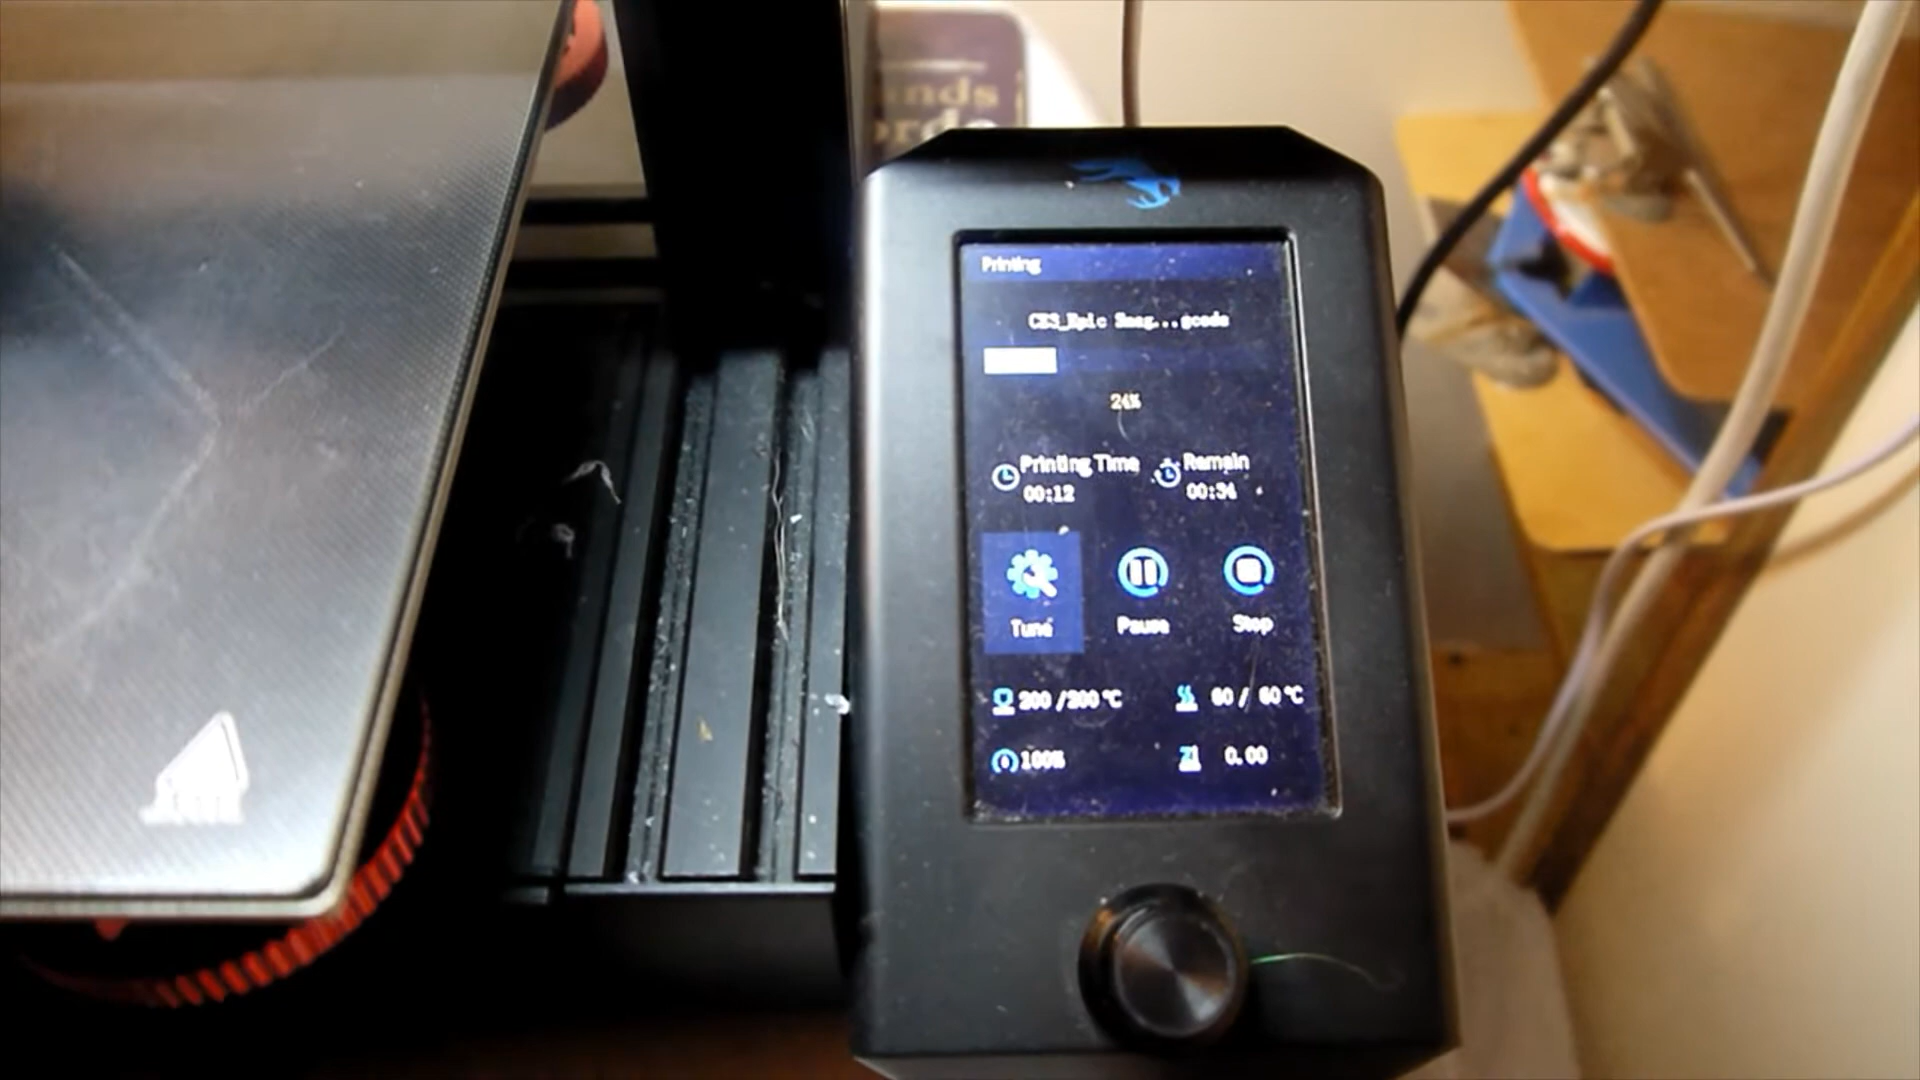 Printing
24%
Printing Time
00:12
Remain
00:34
Tune
Pause
Stop
200 /200 ℃
60 / 60 ℃
100%
0.00